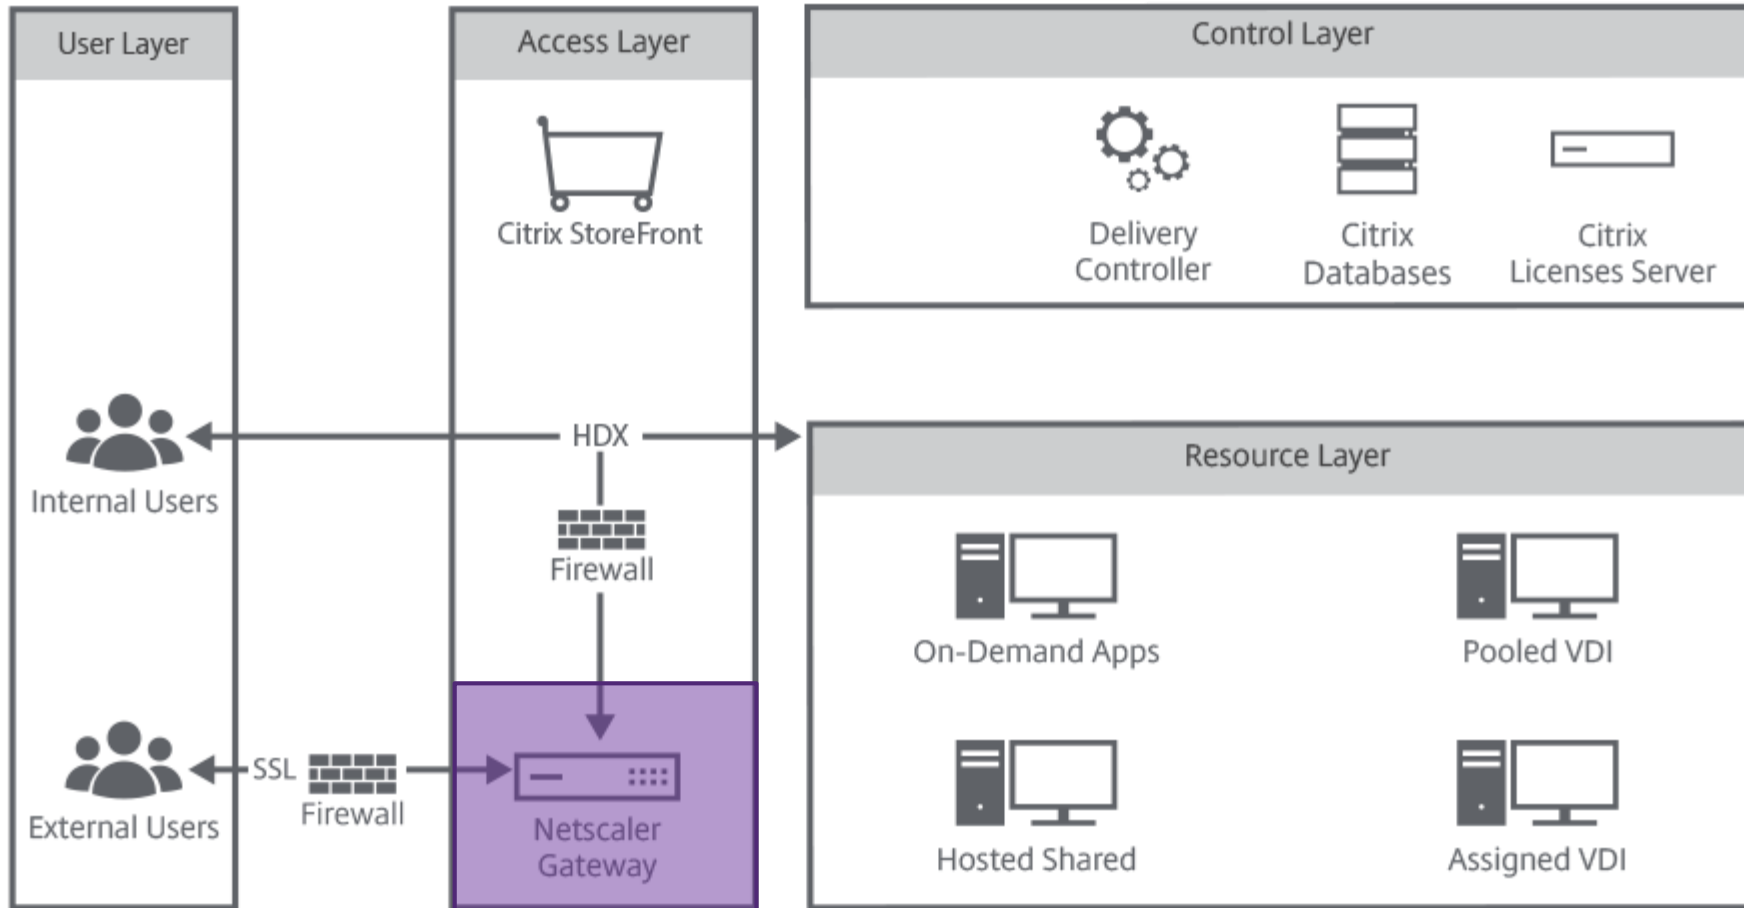 User Layer
Internal Users
External Users
SSL
Firewall
Access Layer
Citrix StoreFront
HDX
Firewall
Netscaler
Gateway
Control Layer
Delivery
Controller
Citrix
Databases
Citrix
Licenses Server
Resource Layer
On-Demand Apps
Pooled VDI
Hosted Shared
Assigned VDI